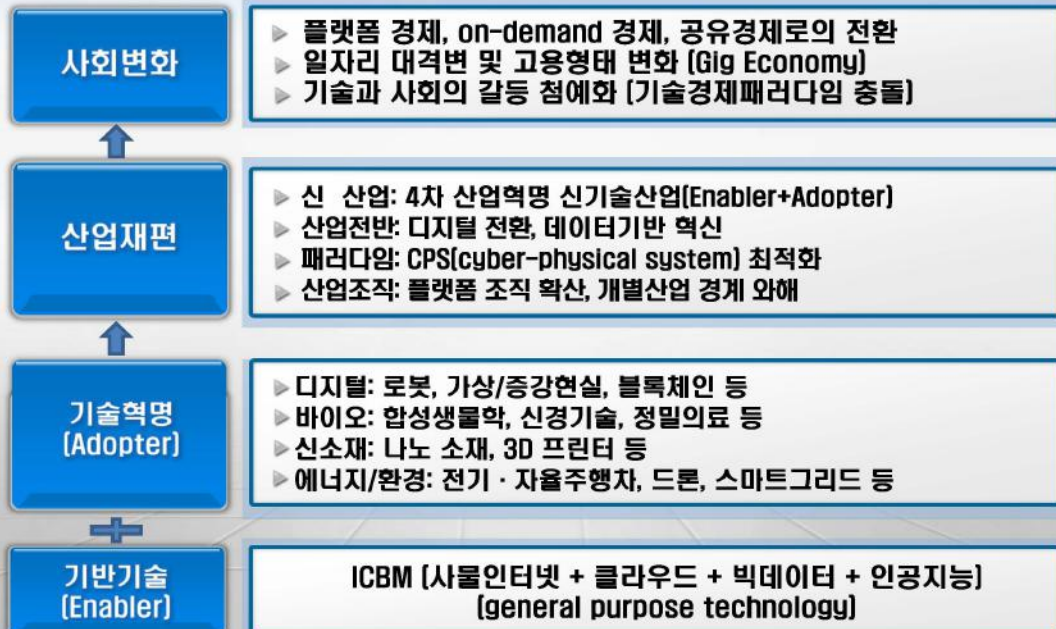 사회변화
▶ 플랫폼 경제, on-demand 경제, 공유경제로의 전환
▶ 일자리 대격변 및 고용형태 변화 (Gig Economy)
▶ 기술과 사회의 갈등 첨예화 (기술경제패러다임 충돌)
산업재편
▶ 신 산업: 4차 산업혁명 신기술산업(Enabler+Adopter)
▶ 산업전반: 디지털 전환, 데이터기반 혁신
▶ 패러다임: CPS(cyber-physical system) 최적화
▶ 산업조직: 플랫폼 조직 확산, 개별산업 경계 와해
기술혁명
(Adopter)
▶디지털: 로봇, 가상/증강현실, 블록체인 등
▶바이오: 합성생물학, 신경기술, 정밀의료 등
▶신소재: 나노 소재, 3D 프린터 등
▶에너지/환경: 전기 · 자율주행차, 드론, 스마트그리드 등
기반기술
(Enabler)
ICBM (사물인터넷 + 클라우드 + 빅데이터 + 인공지능)
(general purpose technology)